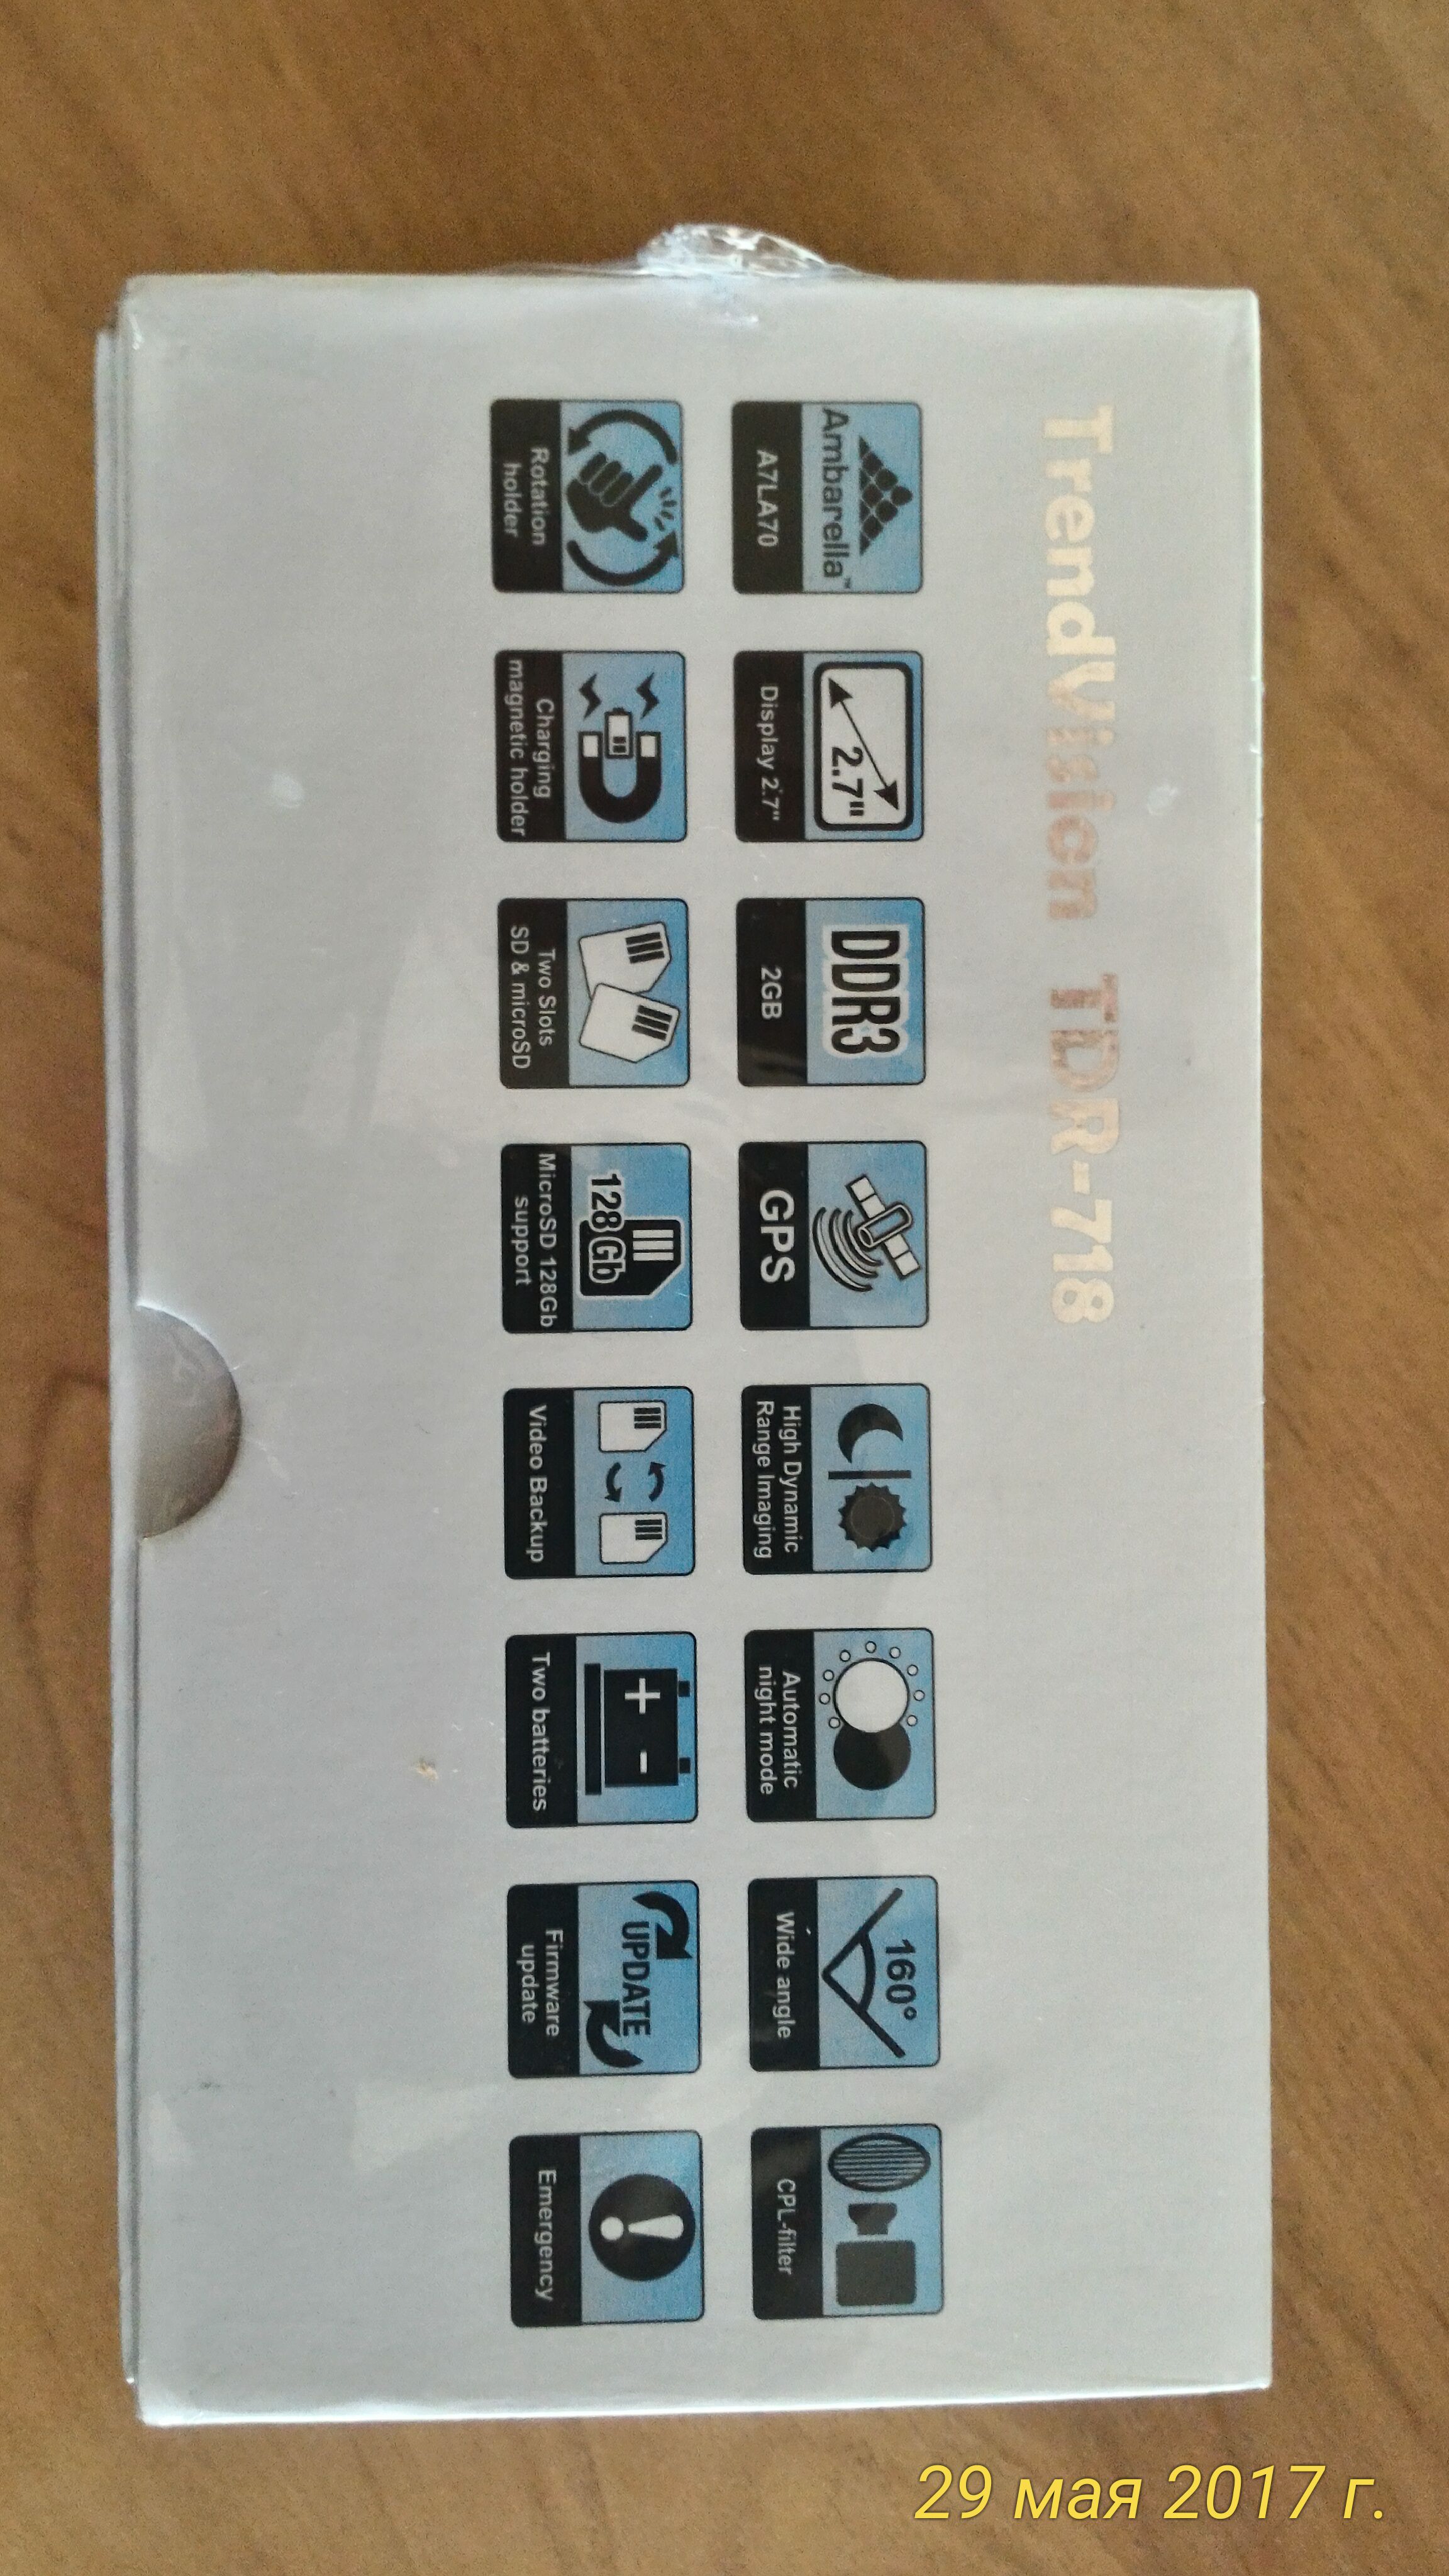 TrendVision TDR-718
Ambarella™
A7LA70
2.7"
Display 2.7"
DDR3
2GB
GPS
High Dynamic
Range Imaging
Automatic
night mode
160°
Wide angle
CPL-filter
Rotation
holder
Charging
magnetic holder
Two Slots
SD & microSD
128Gb
MicroSD 128Gb
support
Video Backup
Two batteries
UPDATE
Firmware
update
Emergency
29 мая 2017 г.